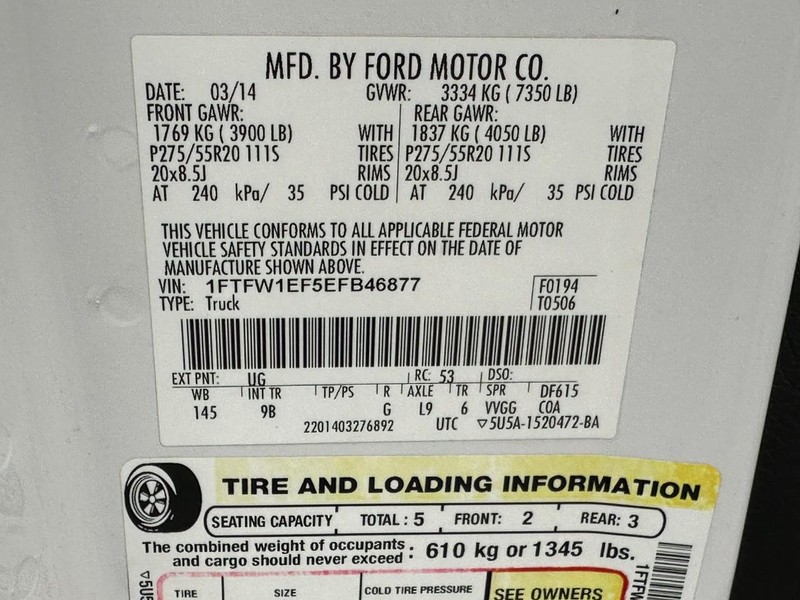 MFD. BY FORD MOTOR CO.
DATE: 03/14 GVWR: 3334 KG ( 7350 LB)
FRONT GAWR: REAR GAWR:
1769 KG ( 3900 LB) WITH 1837 KG ( 4050 LB) WITH
P275/55R20 111S TIRES P275/55R20 111S TIRES
20x8.5J RIMS 20x8.5J RIMS
AT 240 kPa/ 35 PSI COLD AT 240 kPa/ 35 PSI COLD
THIS VEHICLE CONFORMS TO ALL APPLICABLE FEDERAL MOTOR
VEHICLE SAFETY STANDARDS IN EFFECT ON THE DATE OF
MANUFACTURE SHOWN ABOVE.
VIN: 1FTFW1EF5EFB46877 F0194
TYPE: Truck T0506
EXT PNT: UG RC: 53 DSO:
WB INT TR TP/PS R AXLE TR SPR DF615
145 9B G L9 6 VVGG COA
2201403276892 UTC ▽5U5A-1520472-BA
TIRE AND LOADING INFORMATION
SEATING CAPACITY TOTAL : 5 FRONT: 2 REAR: 3
The combined weight of occupants : 610 kg or 1345 lbs.
and cargo should never exceed
TIRE SIZE COLD TIRE PRESSURE SEE OWNERS